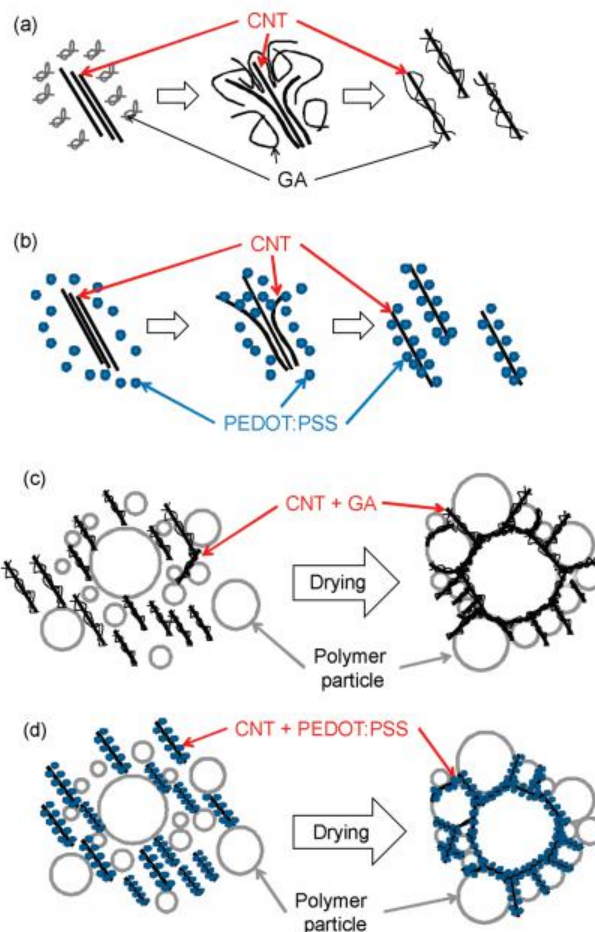 (a)
CNT
GA
(b)
CNT
PEDOT:PSS
(c)
CNT + GA
Drying
Polymer
particle
(d)
CNT + PEDOT:PSS
Drying
Polymer
particle